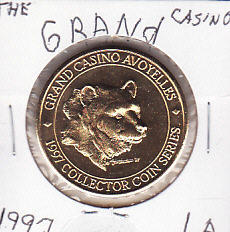 THE GRAND CASINO
GRAND CASINO AVOYELLES
1997 COLLECTOR COIN SERIES
1997 LA